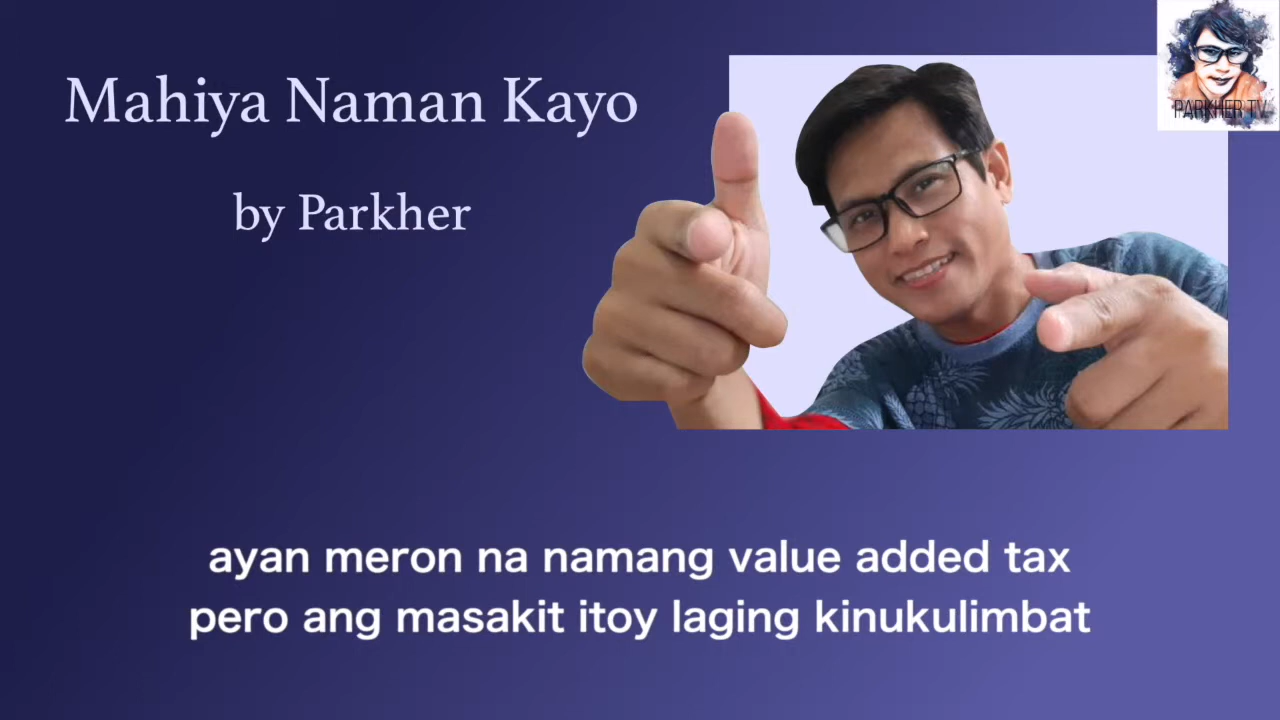 Mahiya Naman Kayo
by Parkher
PARKHER TV
ayan meron na namang value added tax
pero ang masakit itoy laging kinukulimbat